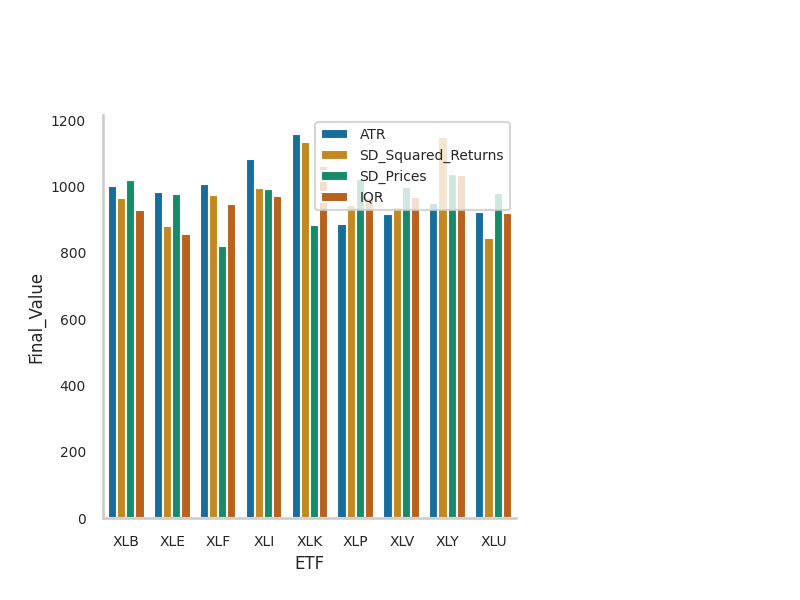 1200
1000
800
600
400
200
0
Final_Value
ATR
SD_Squared_Returns
SD_Prices
IQR
XLB XLE XLF XLI XLK XLP XLV XLY XLU
ETF